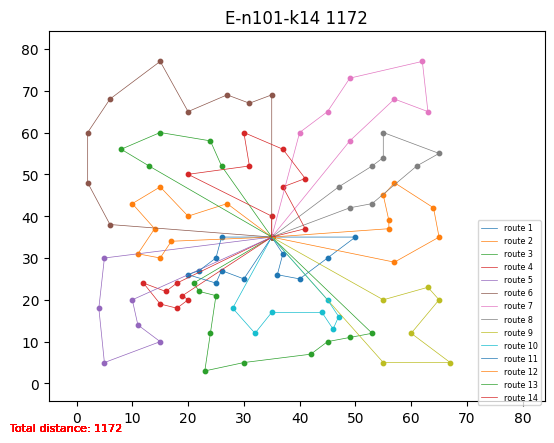 E-n101-k14 1172
80
70
60
50
40
30
20
10
0
0 10 20 30 40 50 60 70 80
route 1
route 2
route 3
route 4
route 5
route 6
route 7
route 8
route 9
route 10
route 11
route 12
route 13
route 14
Total distance: 1172